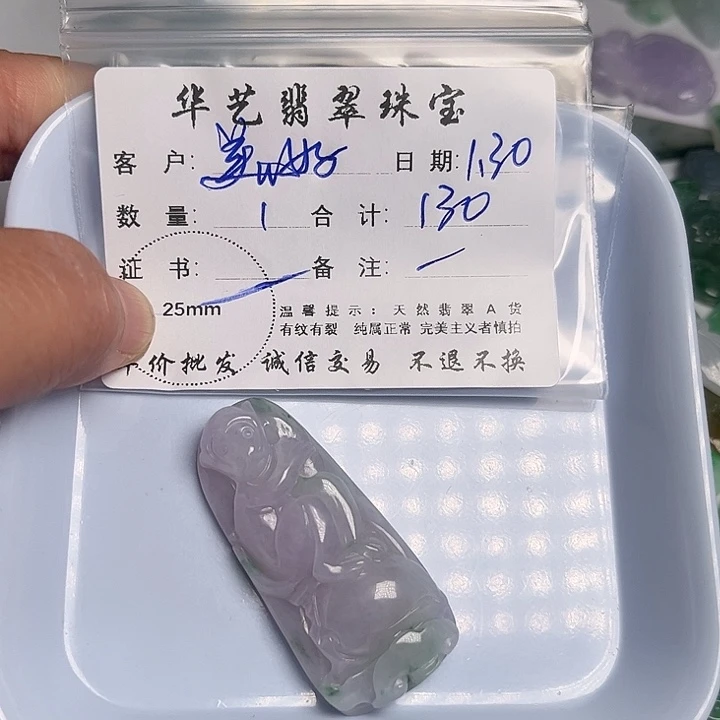 华艺翡翠珠宝
客 户: 日 期: 1.30
数 量: 1 合 计: 130
证 书: 备 注: 一
25mm 温馨提示: 天然翡翠A货
有纹有裂 纯属正常 完美主义者慎拍
价批发 诚信交易 不退不换